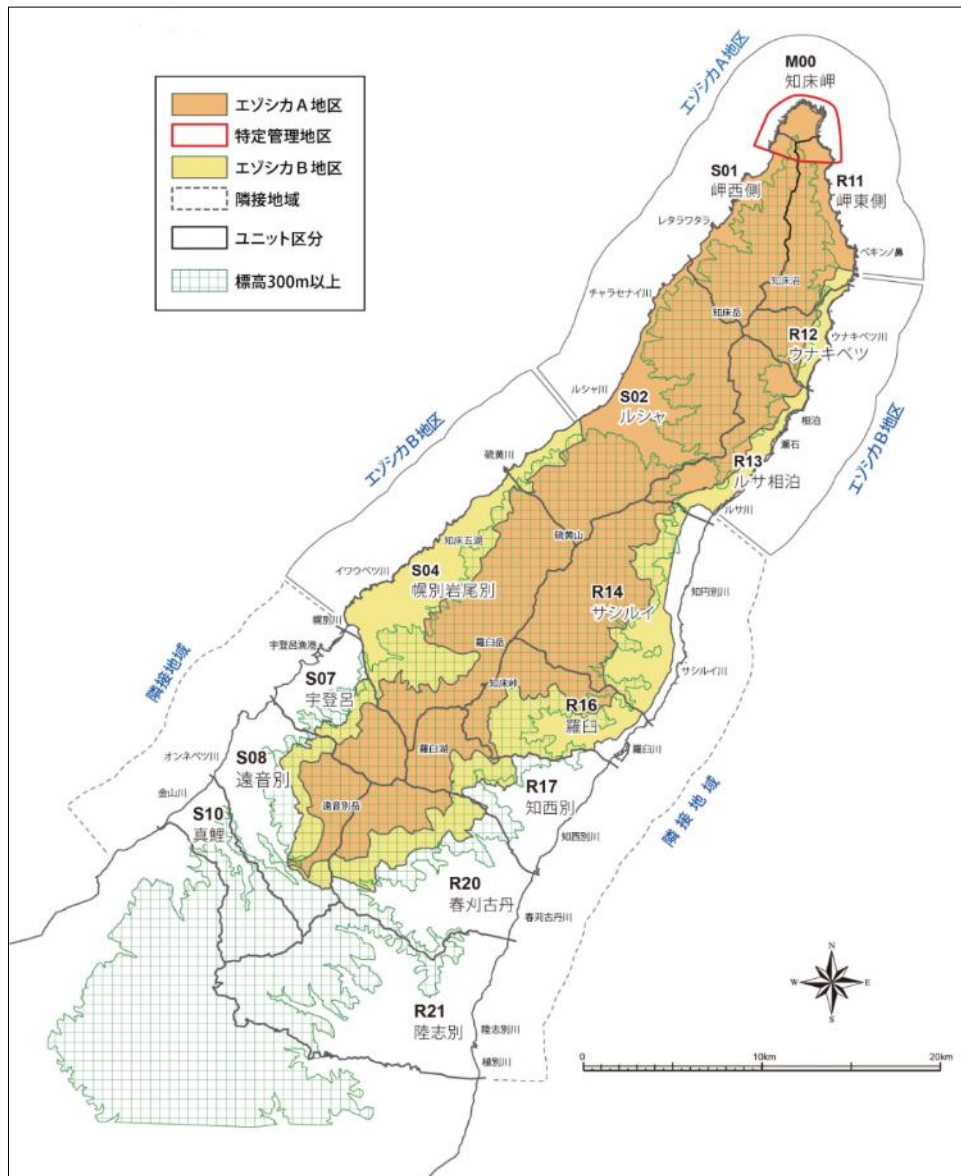 エゾシカA地区
特定管理地区
エゾシカB地区
隣接地域
ユニット区分
標高300m以上
エゾシカA地区
M00
知床岬
S01
岬西側
R11
岬東側
レタラワタラ
ペキンノ鼻
チャラセナイ川
知床沼
知床岳
R12
ウナキベツ
ウナキベツ川
ルシャ川
S02
ルシャ
相泊
瀬石
エゾシカB地区
エゾシカB地区
硫黄川
R13
ルサ相泊
ルサ川
知床五湖
硫黄山
イワウベツ川
S04
幌別岩尾別
R14
サシルイ
知円別川
幌別川
宇登呂漁港
羅臼岳
サシルイ川
隣接地域
S07
宇登呂
知床峠
R16
羅臼
羅臼湖
羅臼川
オンネベツ川
S08
遠音別
R17
知西別
隣接地域
金山川
遠音別岳
S10
真鯉
知西別川
R20
春刈古丹
春刈古丹川
N
W
E
S
R21
陸志別
陸志別川
植別川
0
10km
20km